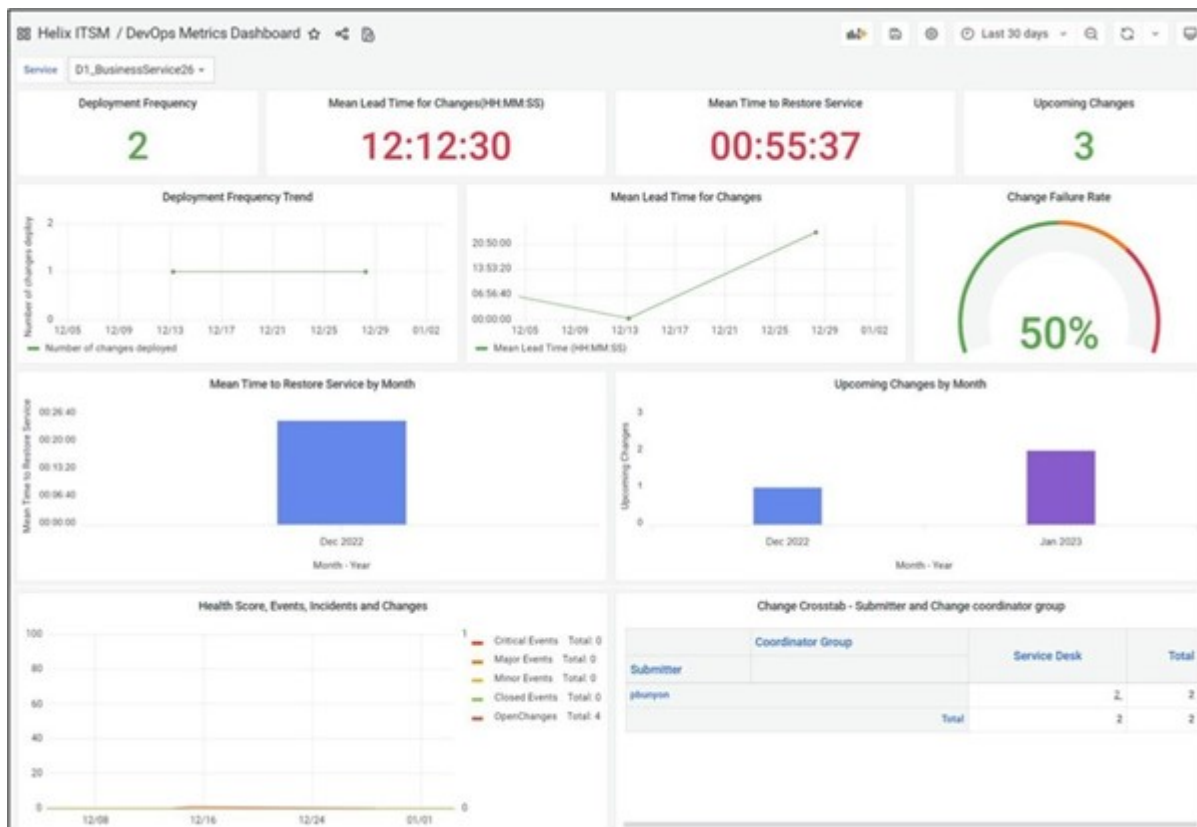 Helix ITSM / DevOps Metrics Dashboard
Last 30 days
Service D1_BusinessService26
Deployment Frequency
2
Mean Lead Time for Changes(HH:MM:SS)
12:12:30
Mean Time to Restore Service
00:55:37
Upcoming Changes
3
Deployment Frequency Trend
Number of changes deploy
2
1
0
12/05 12/09 12/13 12/17 12/21 12/25 12/29 01/02
Number of changes deployed
Mean Lead Time for Changes
20:50:00
13:53:20
06:56:40
00:00:00
12/05 12/09 12/13 12/17 12/21 12/25 12/29 01/02
Mean Lead Time (HH:MM:SS)
Change Failure Rate
50%
Mean Time to Restore Service by Month
Mean Time to Restore Service
00:26:40
00:20:00
00:13:20
00:06:40
00:00:00
Dec 2022
Month - Year
Upcoming Changes by Month
Upcoming Changes
3
2
1
0
Dec 2022 Jan 2023
Month - Year
Health Score, Events, Incidents and Changes
100
80
60
40
20
0
1
0
12/08 12/16 12/24 01/01
Critical Events Total: 0
Major Events Total: 0
Minor Events Total: 0
Closed Events Total: 0
OpenChanges Total: 4
Change Crosstab - Submitter and Change coordinator group
Coordinator Group Service Desk Total
Submitter
pbunyon 2 2
Total 2 2